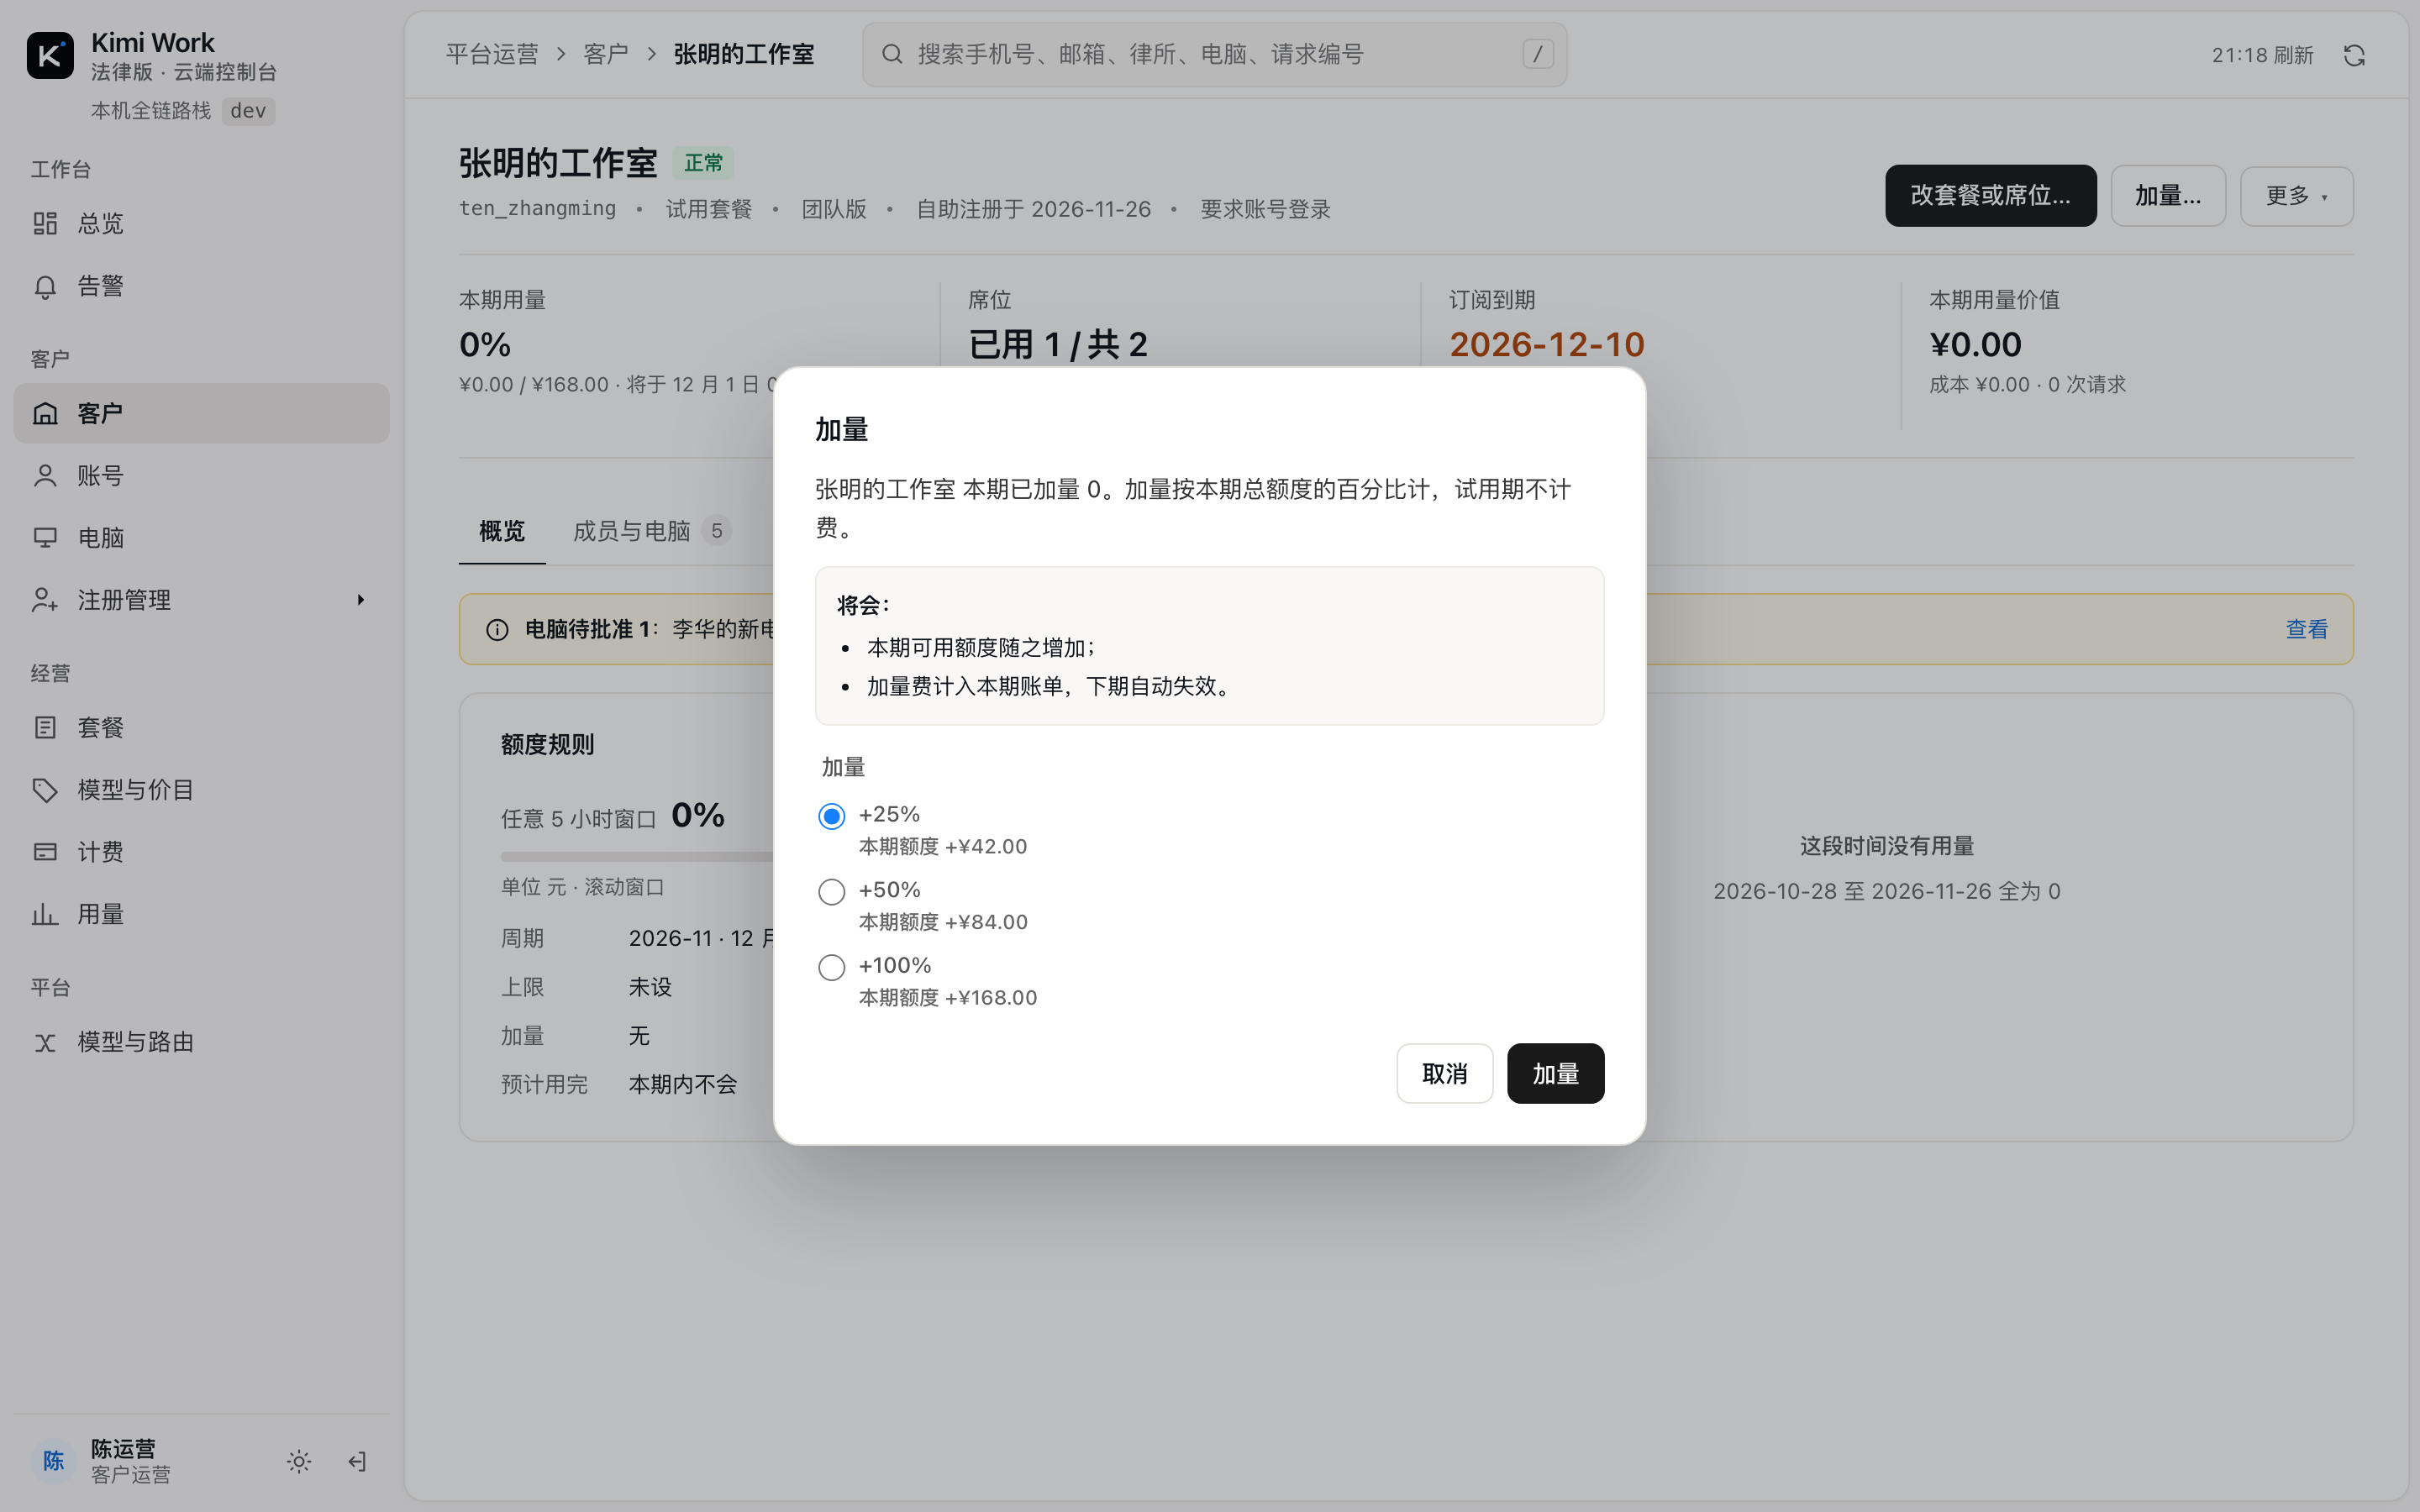 Kimi Work
法律版 · 云端控制台
本机全链路栈 dev
工作台
总览
告警
客户
客户
账号
电脑
注册管理
经营
套餐
模型与价目
计费
用量
平台
模型与路由
陈
陈运营
客户运营
平台运营 > 客户 > 张明的工作室
搜索手机号、邮箱、律所、电脑、请求编号 /
21:18 刷新
张明的工作室 正常
ten_zhangming • 试用套餐 • 团队版 • 自助注册于 2026-11-26 • 要求账号登录
改套餐或席位... 加量... 更多
本期用量
0%
¥0.00 / ¥168.00 · 将于 12 月 1 日
席位
已用 1 / 共 2
订阅到期
2026-12-10
本期用量价值
¥0.00
成本 ¥0.00 · 0 次请求
概览 成员与电脑 5
电脑待批准 1：李华的新电
查看
额度规则
任意 5 小时窗口 0%
单位 元 · 滚动窗口
周期 2026-11 · 12
上限 未设
加量 无
预计用完 本期内不会
这段时间没有用量
2026-10-28 至 2026-11-26 全为 0
加量
张明的工作室 本期已加量 0。加量按本期总额度的百分比计，试用期不计
费。
将会：
• 本期可用额度随之增加；
• 加量费计入本期账单，下期自动失效。
加量
+25%
本期额度 +¥42.00
+50%
本期额度 +¥84.00
+100%
本期额度 +¥168.00
取消 加量